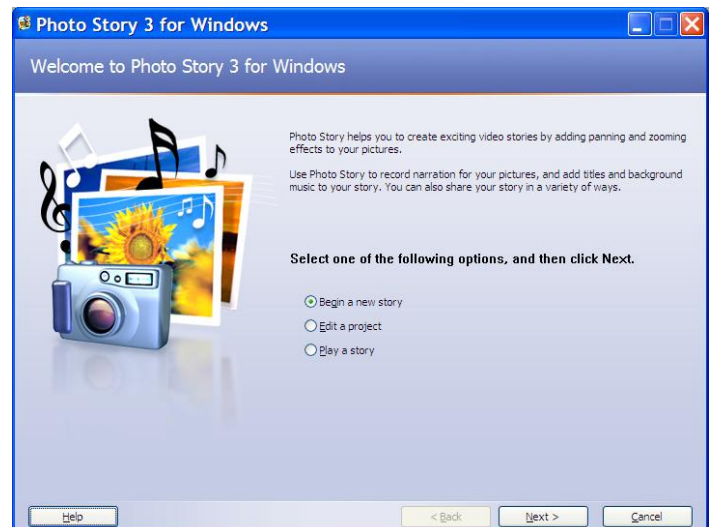 Photo Story 3 for Windows
Welcome to Photo Story 3 for Windows
Photo Story helps you to create exciting video stories by adding panning and zooming
effects to your pictures.
Use Photo Story to record narration for your pictures, and add titles and background
music to your story. You can also share your story in a variety of ways.
Select one of the following options, and then click Next.
Begin a new story
Edit a project
Play a story
Help
< Back
Next >
Cancel